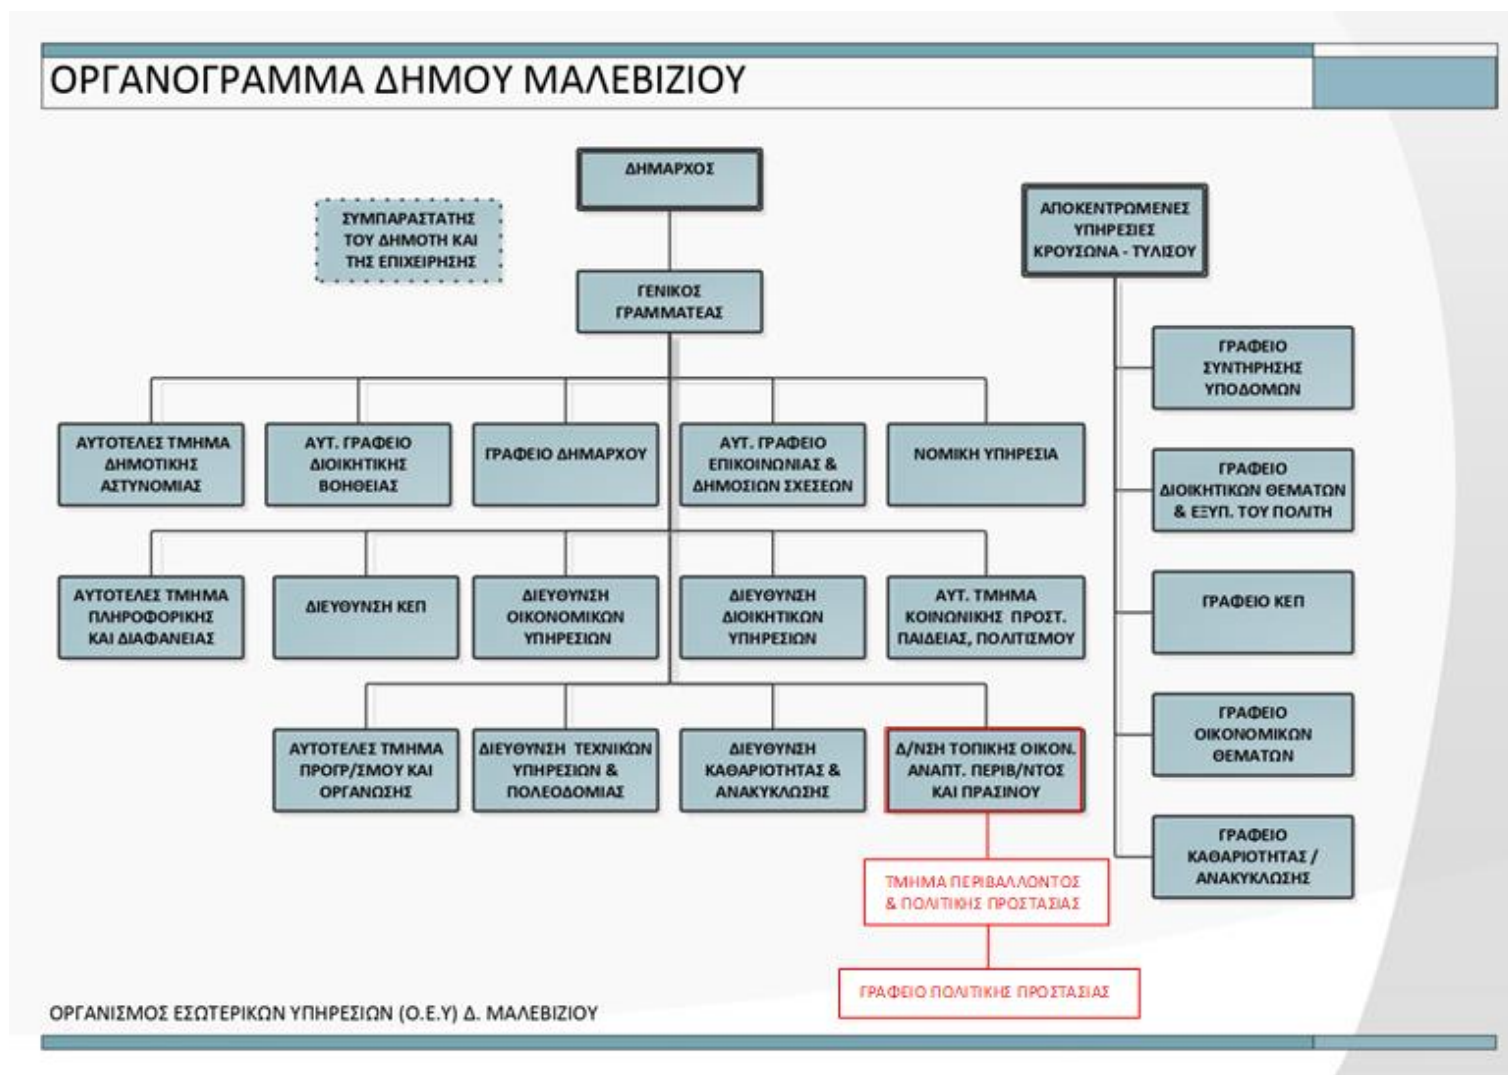 ΟΡΓΑΝΟΓΡΑΜΜΑ ΔΗΜΟΥ ΜΑΛΕΒΙΖΙΟΥ
ΔΗΜΑΡΧΟΣ
ΣΥΜΠΑΡΑΣΤΑΤΗΣ
ΤΟΥ ΔΗΜΟΤΗ ΚΑΙ
ΤΗΣ ΕΠΙΧΕΙΡΗΣΗΣ
ΓΕΝΙΚΟΣ
ΓΡΑΜΜΑΤΕΑΣ
ΑΥΤΟΤΕΛΕΣ ΤΜΗΜΑ
ΔΗΜΟΤΙΚΗΣ
ΑΣΤΥΝΟΜΙΑΣ
ΑΥΤ. ΓΡΑΦΕΙΟ
ΔΙΟΙΚΗΤΙΚΗΣ
ΒΟΗΘΕΙΑΣ
ΓΡΑΦΕΙΟ ΔΗΜΑΡΧΟΥ
ΑΥΤ. ΓΡΑΦΕΙΟ
ΕΠΙΚΟΙΝΩΝΙΑΣ &
ΔΗΜΟΣΙΩΝ ΣΧΕΣΕΩΝ
ΝΟΜΙΚΗ ΥΠΗΡΕΣΙΑ
ΑΥΤΟΤΕΛΕΣ ΤΜΗΜΑ
ΠΛΗΡΟΦΟΡΙΚΗΣ
ΚΑΙ ΔΙΑΦΑΝΕΙΑΣ
ΔΙΕΥΘΥΝΣΗ ΚΕΠ
ΔΙΕΥΘΥΝΣΗ
ΟΙΚΟΝΟΜΙΚΩΝ
ΥΠΗΡΕΣΙΩΝ
ΔΙΕΥΘΥΝΣΗ
ΔΙΟΙΚΗΤΙΚΩΝ
ΥΠΗΡΕΣΙΩΝ
ΑΥΤ. ΤΜΗΜΑ
ΚΟΙΝΩΝΙΚΗΣ ΠΡΟΣΤ.
ΠΑΙΔΕΙΑΣ, ΠΟΛΙΤΙΣΜΟΥ
ΑΥΤΟΤΕΛΕΣ ΤΜΗΜΑ
ΠΡΟΓΡ/ΣΜΟΥ ΚΑΙ
ΟΡΓΑΝΩΣΗΣ
ΔΙΕΥΘΥΝΣΗ ΤΕΧΝΙΚΏΝ
ΥΠΗΡΕΣΙΩΝ &
ΠΟΛΕΟΔΟΜΙΑΣ
ΔΙΕΥΘΥΝΣΗ
ΚΑΘΑΡΙΟΤΗΤΑΣ &
ΑΝΑΚΥΚΛΩΣΗΣ
Δ/ΝΣΗ ΤΟΠΙΚΗΣ ΟΙΚΟΝ.
ΑΝΑΠΤ. ΠΕΡΙΒ/ΝΤΟΣ
ΚΑΙ ΠΡΑΣΙΝΟΥ
ΤΜΗΜΑ ΠΕΡΙΒΑΛΛΟΝΤΟΣ
& ΠΟΛΙΤΙΚΗΣ ΠΡΟΣΤΑΣΙΑΣ
ΓΡΑΦΕΙΟ ΠΟΛΙΤΙΚΗΣ ΠΡΟΣΤΑΣΙΑΣ
ΑΠΟΚΕΝΤΡΩΜΕΝΕΣ
ΥΠΗΡΕΣΙΕΣ
ΚΡΟΥΣΩΝΑ - ΤΥΛΙΣΟΥ
ΓΡΑΦΕΙΟ
ΣΥΝΤΗΡΗΣΗΣ
ΥΠΟΔΟΜΩΝ
ΓΡΑΦΕΙΟ
ΔΙΟΙΚΗΤΙΚΩΝ ΘΕΜΑΤΩΝ
& ΕΞΥΠ. ΤΟΥ ΠΟΛΙΤΗ
ΓΡΑΦΕΙΟ ΚΕΠ
ΓΡΑΦΕΙΟ
ΟΙΚΟΝΟΜΙΚΩΝ
ΘΕΜΑΤΩΝ
ΓΡΑΦΕΙΟ
ΚΑΘΑΡΙΟΤΗΤΑΣ /
ΑΝΑΚΥΚΛΩΣΗΣ
ΟΡΓΑΝΙΣΜΟΣ ΕΣΩΤΕΡΙΚΩΝ ΥΠΗΡΕΣΙΩΝ (Ο.Ε.Υ) Δ. ΜΑΛΕΒΙΖΙΟΥ